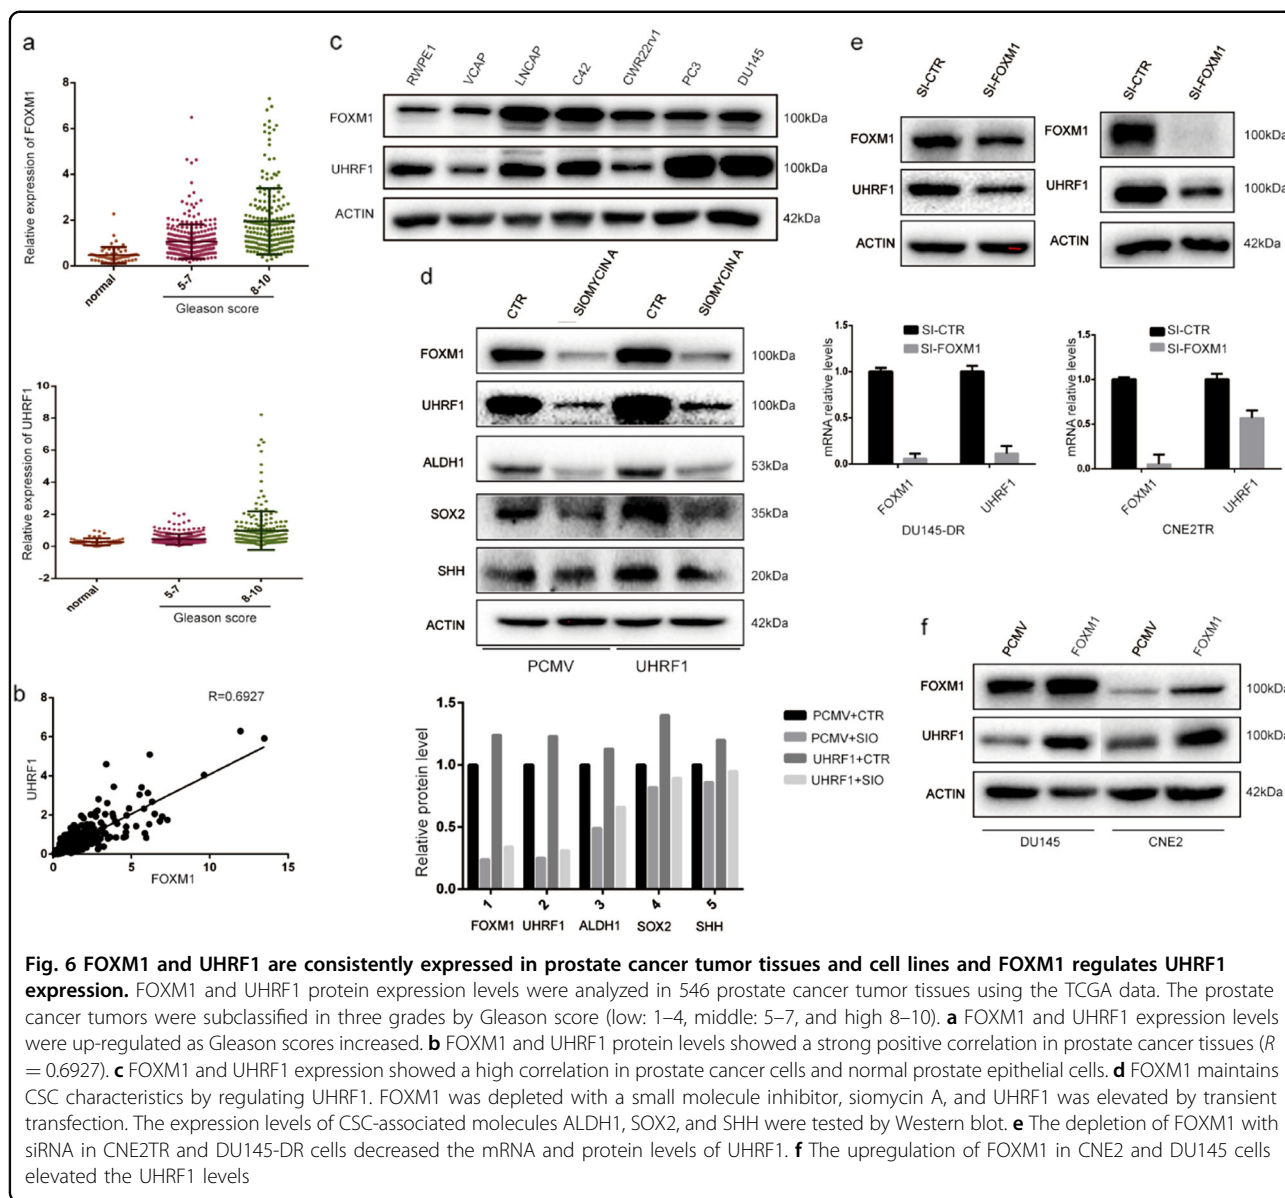 a
Relative expression of FOXM1
8
6
4
2
0
normal
5-7
8-10
Gleason score
Relative expression of UHRF1
10
8
6
4
2
0
-2
normal
5-7
8-10
Gleason score
b
R=0.6927
UHRF1
8
6
4
2
0
0
5
10
15
FOXM1
c
RWPE1
VCAP
LNCAP
C42
CWR22rv1
PC3
DU145
FOXM1
100kDa
UHRF1
100kDa
ACTIN
42kDa
d
CTR
SIOMYCIN A
CTR
SIOMYCIN A
FOXM1
100kDa
UHRF1
100kDa
ALDH1
53kDa
SOX2
35kDa
SHH
20kDa
ACTIN
42kDa
PCMV
UHRF1
Relative protein level
1.5
1.0
0.5
0.0
1
2
3
4
5
FOXM1
UHRF1
ALDH1
SOX2
SHH
PCMV+CTR
PCMV+SIO
UHRF1+CTR
UHRF1+SIO
e
SI-CTR
SI-FOXM1
FOXM1
UHRF1
ACTIN
SI-CTR
SI-FOXM1
FOXM1
100kDa
UHRF1
100kDa
ACTIN
42kDa
mRNA relative levels
1.5
1.0
0.5
0.0
SI-CTR
SI-FOXM1
FOXM1
UHRF1
DU145-DR
mRNA relative levels
1.5
1.0
0.5
0.0
SI-CTR
SI-FOXM1
FOXM1
UHRF1
CNE2TR
f
PCMV
FOXM1
PCMV
FOXM1
FOXM1
100kDa
UHRF1
100kDa
ACTIN
42kDa
DU145
CNE2
Fig. 6 FOXM1 and UHRF1 are consistently expressed in prostate cancer tumor tissues and cell lines and FOXM1 regulates UHRF1
expression. FOXM1 and UHRF1 protein expression levels were analyzed in 546 prostate cancer tumor tissues using the TCGA data. The prostate
cancer tumors were subclassified in three grades by Gleason score (low: 1–4, middle: 5–7, and high 8–10). a FOXM1 and UHRF1 expression levels
were up-regulated as Gleason scores increased. b FOXM1 and UHRF1 protein levels showed a strong positive correlation in prostate cancer tissues (R
= 0.6927). c FOXM1 and UHRF1 expression showed a high correlation in prostate cancer cells and normal prostate epithelial cells. d FOXM1 maintains
CSC characteristics by regulating UHRF1. FOXM1 was depleted with a small molecule inhibitor, siomycin A, and UHRF1 was elevated by transient
transfection. The expression levels of CSC-associated molecules ALDH1, SOX2, and SHH were tested by Western blot. e The depletion of FOXM1 with
siRNA in CNE2TR and DU145-DR cells decreased the mRNA and protein levels of UHRF1. f The upregulation of FOXM1 in CNE2 and DU145 cells
elevated the UHRF1 levels